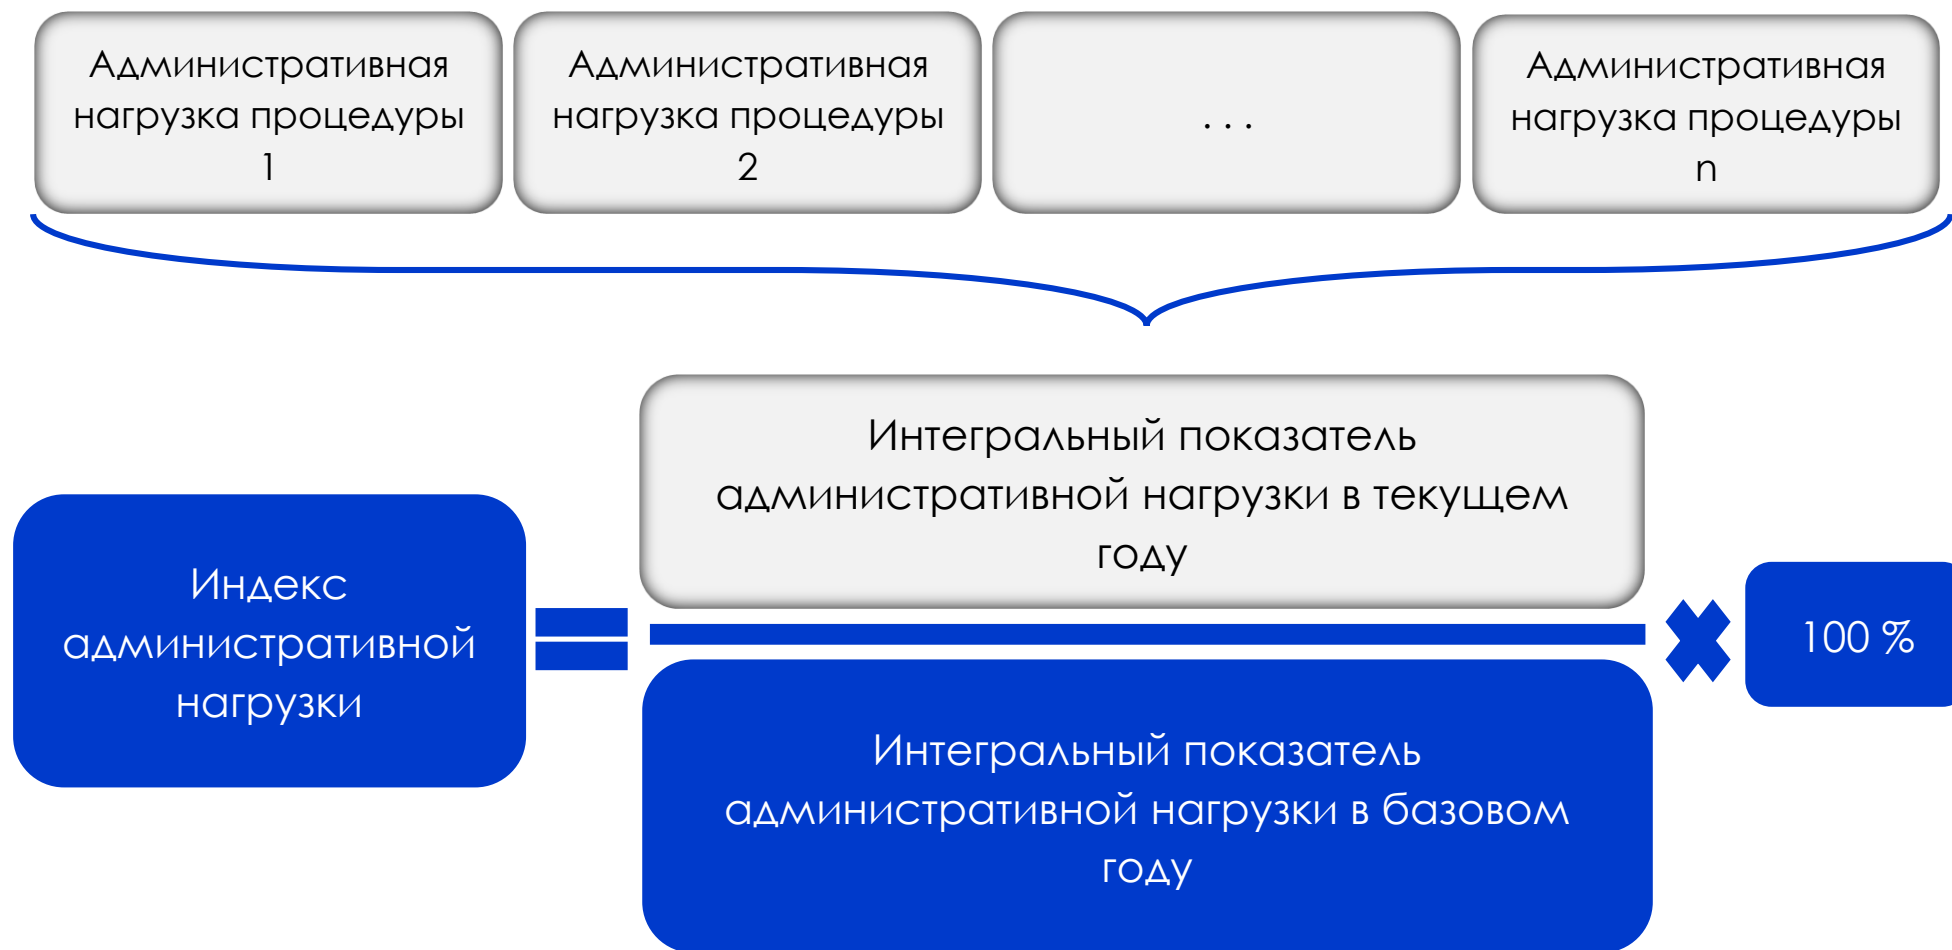 Административная
нагрузка процедуры
1
Административная
нагрузка процедуры
2
. . .
Административная
нагрузка процедуры
n
Интегральный показатель
административной нагрузки в текущем
году
Индекс
административной
нагрузки
100 %
Интегральный показатель
административной нагрузки в базовом
году